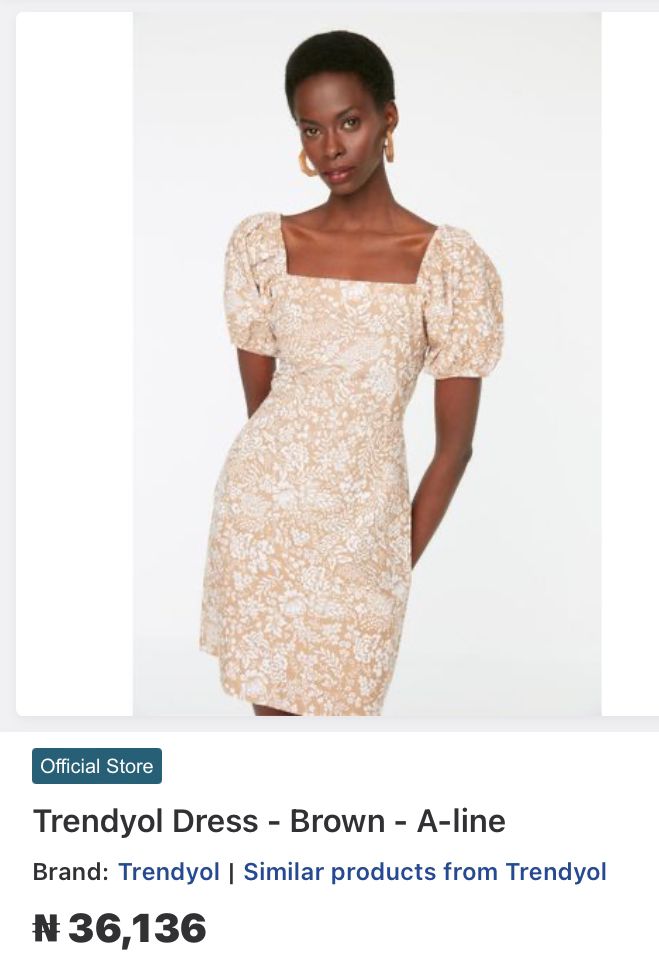 Official Store
Trendyol Dress - Brown - A-line
Brand: Trendyol | Similar products from Trendyol
₦ 36,136